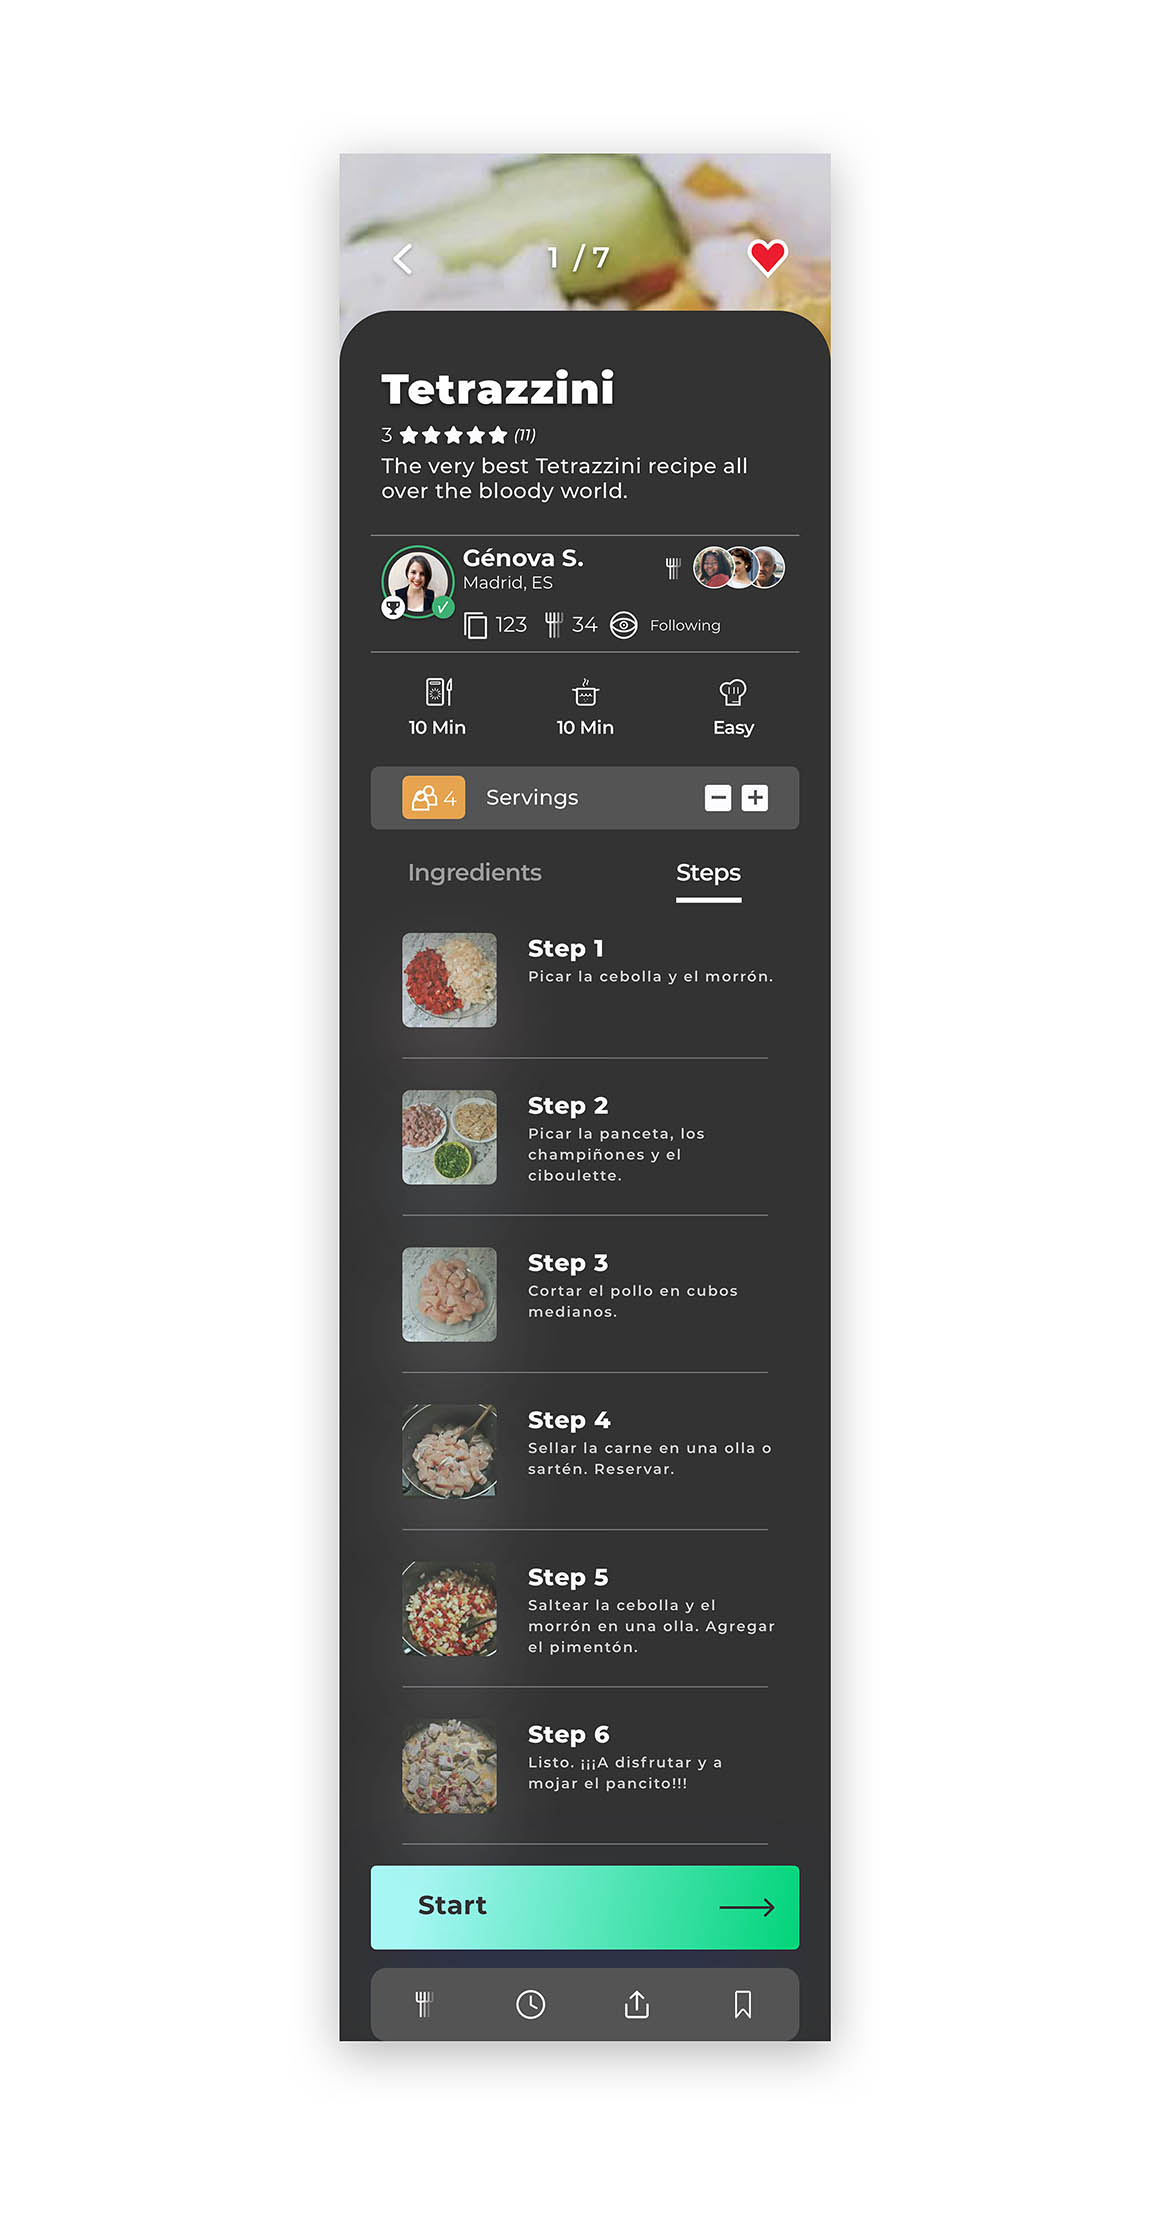 1 / 7
Tetrazzini
3 (11)
The very best Tetrazzini recipe all
over the bloody world.
Génova S.
Madrid, ES
123 34 Following
10 Min 10 Min Easy
4 Servings
Ingredients Steps
Step 1
Picar la cebolla y el morrón.
Step 2
Picar la panceta, los
champiñones y el
ciboulette.
Step 3
Cortar el pollo en cubos
medianos.
Step 4
Sellar la carne en una olla o
sartén. Reservar.
Step 5
Saltear la cebolla y el
morrón en una olla. Agregar
el pimentón.
Step 6
Listo. ¡¡¡A disfrutar y a
mojar el pancito!!!
Start